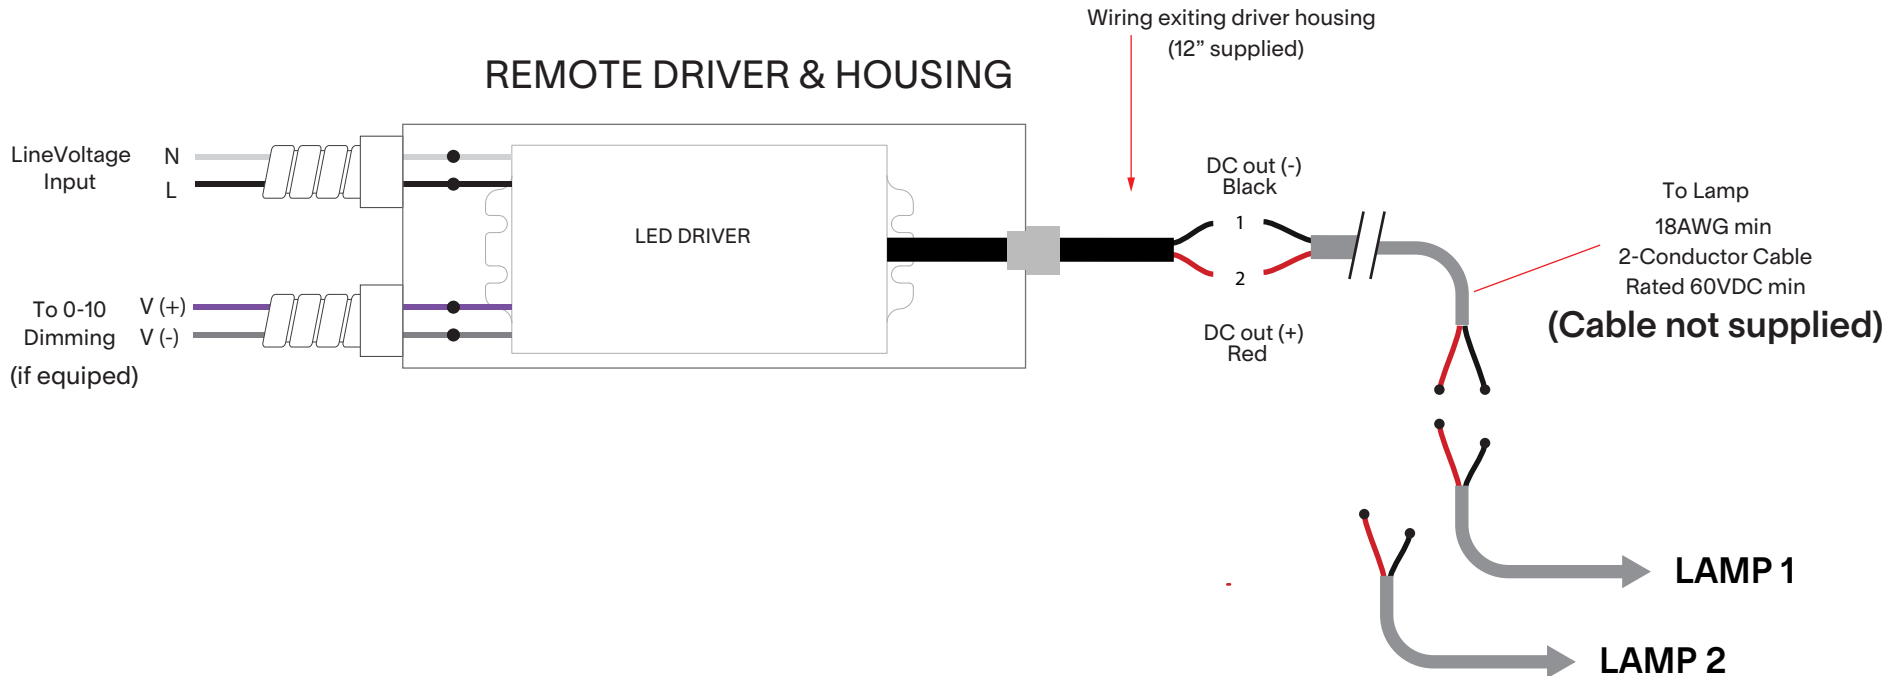 Wiring exiting driver housing
(12” supplied)
REMOTE DRIVER & HOUSING
LineVoltage
Input
N
L
LED DRIVER
To 0-10
Dimming
(if equiped)
V (+)
V (-)
DC out (-)
Black
1
2
DC out (+)
Red
To Lamp
18AWG min
2-Conductor Cable
Rated 60VDC min
(Cable not supplied)
LAMP 1
LAMP 2